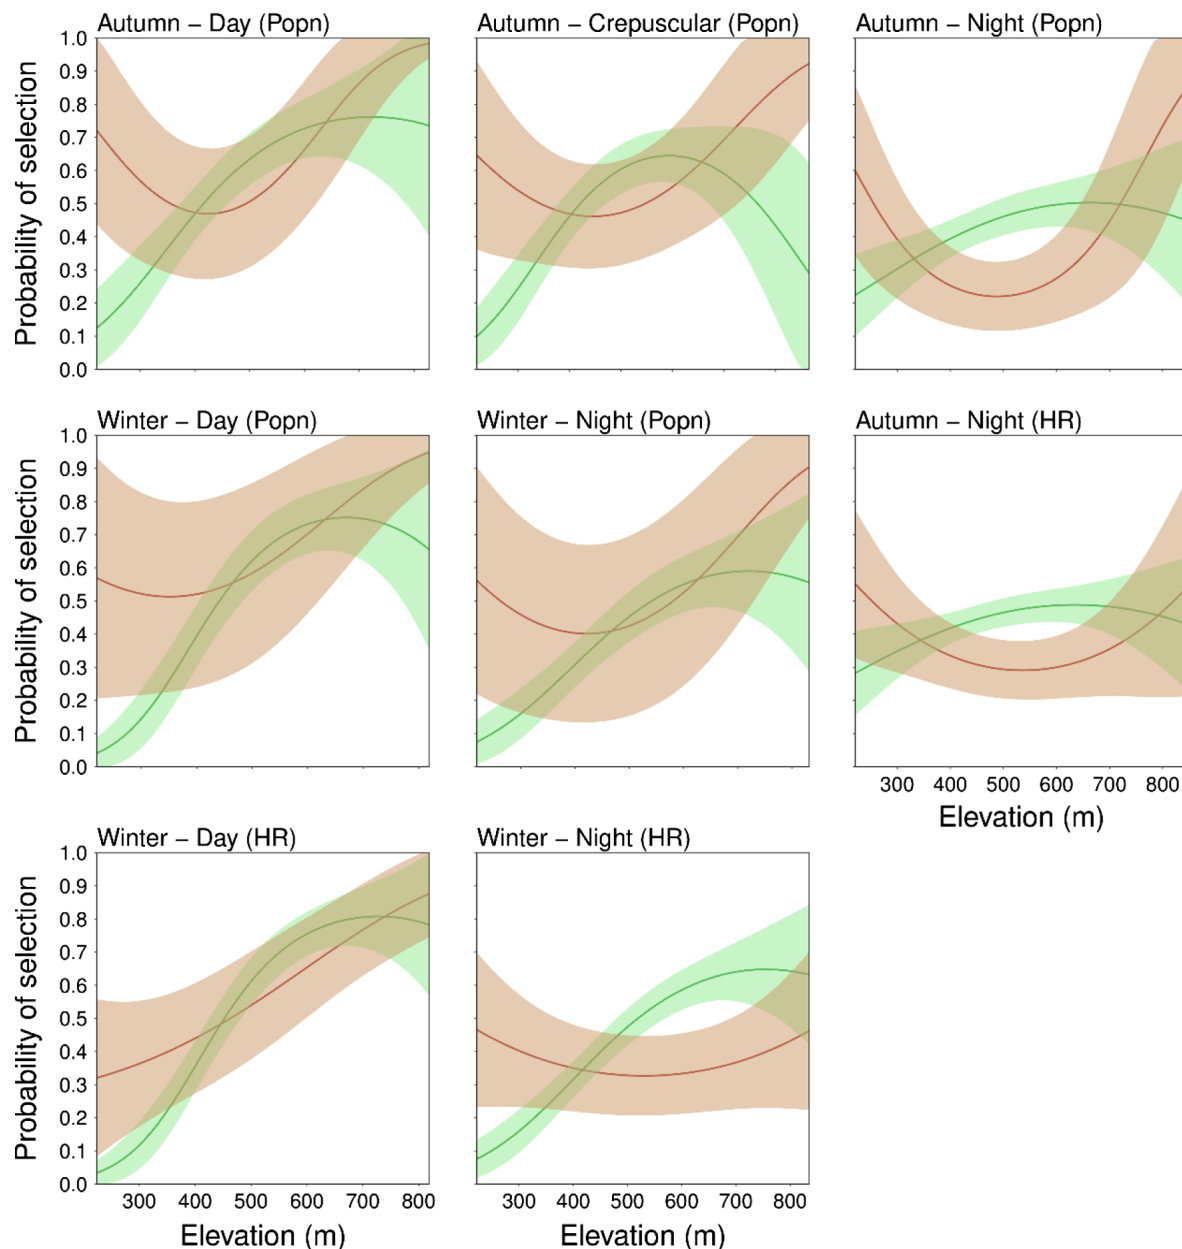 Autumn – Day (Popn)
Autumn – Crepuscular (Popn)
Autumn – Night (Popn)
Probability of selection
1.0
0.9
0.8
0.7
0.6
0.5
0.4
0.3
0.2
0.1
0.0
Winter – Day (Popn)
Winter – Night (Popn)
Autumn – Night (HR)
Probability of selection
1.0
0.9
0.8
0.7
0.6
0.5
0.4
0.3
0.2
0.1
0.0
300 400 500 600 700 800
Elevation (m)
Winter – Day (HR)
Winter – Night (HR)
Probability of selection
1.0
0.9
0.8
0.7
0.6
0.5
0.4
0.3
0.2
0.1
0.0
300 400 500 600 700 800
Elevation (m)
300 400 500 600 700 800
Elevation (m)